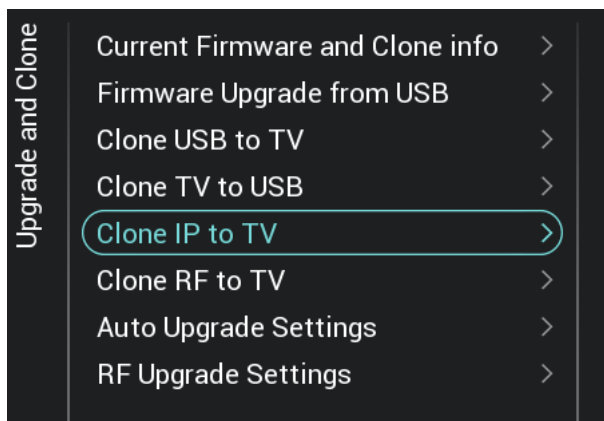 Upgrade and Clone
Current Firmware and Clone info
Firmware Upgrade from USB
Clone USB to TV
Clone TV to USB
Clone IP to TV
Clone RF to TV
Auto Upgrade Settings
RF Upgrade Settings